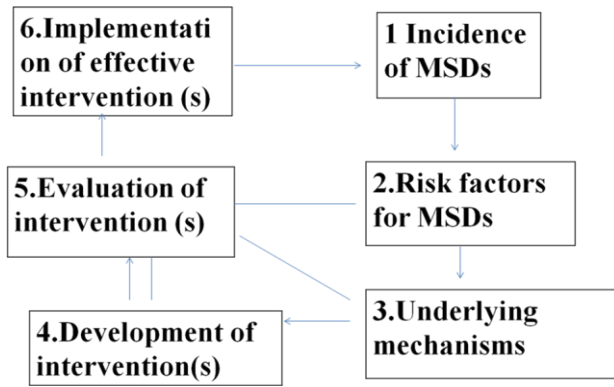 6.Implementati
on of effective
intervention (s)
1 Incidence
of MSDs
5.Evaluation of
intervention (s)
2.Risk factors
for MSDs
4.Development of
intervention(s)
3.Underlying
mechanisms